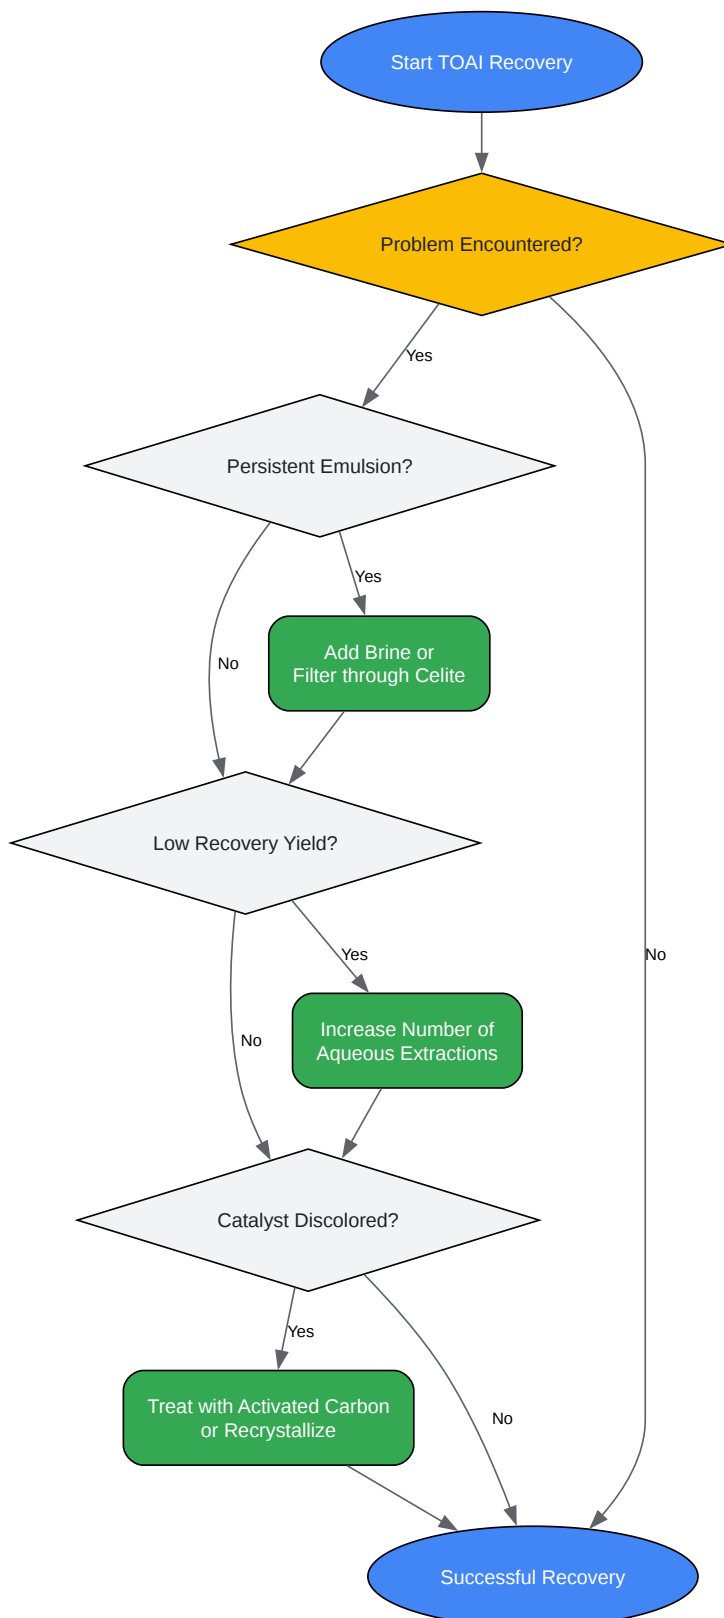 Start TOAI Recovery
Problem Encountered?
Yes
Persistent Emulsion?
Yes
Add Brine or
Filter through Celite
No
Low Recovery Yield?
Yes
No
Increase Number of
Aqueous Extractions
No
Catalyst Discolored?
Yes
Treat with Activated Carbon
or Recrystallize
No
Successful Recovery